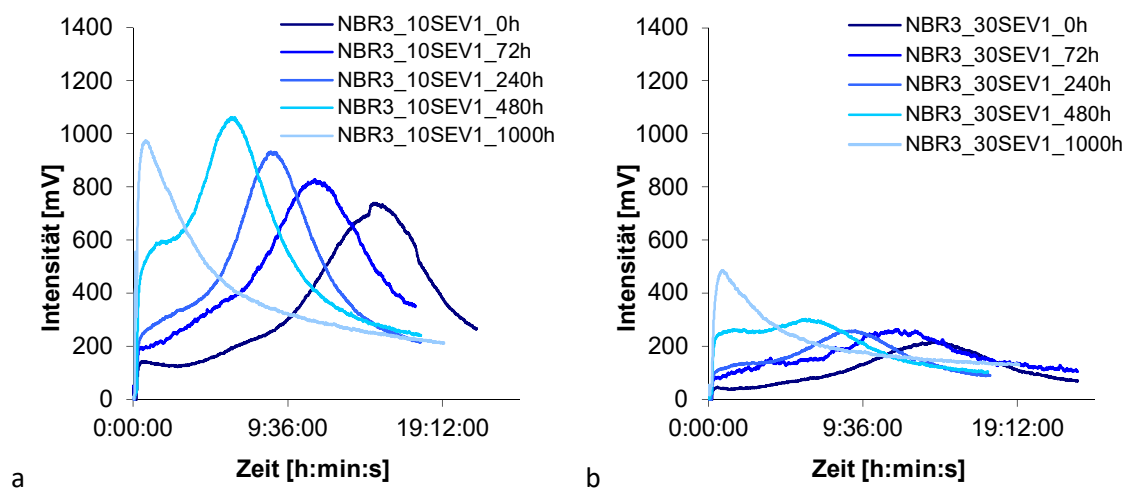 1400
1200
1000
800
600
400
200
0
Intensität [mV]
0:00:00
9:36:00
19:12:00
Zeit [h:min:s]
NBR3_10SEV1_0h
NBR3_10SEV1_72h
NBR3_10SEV1_240h
NBR3_10SEV1_480h
NBR3_10SEV1_1000h
a
1400
1200
1000
800
600
400
200
0
Intensität [mV]
0:00:00
9:36:00
19:12:00
Zeit [h:min:s]
NBR3_30SEV1_0h
NBR3_30SEV1_72h
NBR3_30SEV1_240h
NBR3_30SEV1_480h
NBR3_30SEV1_1000h
b